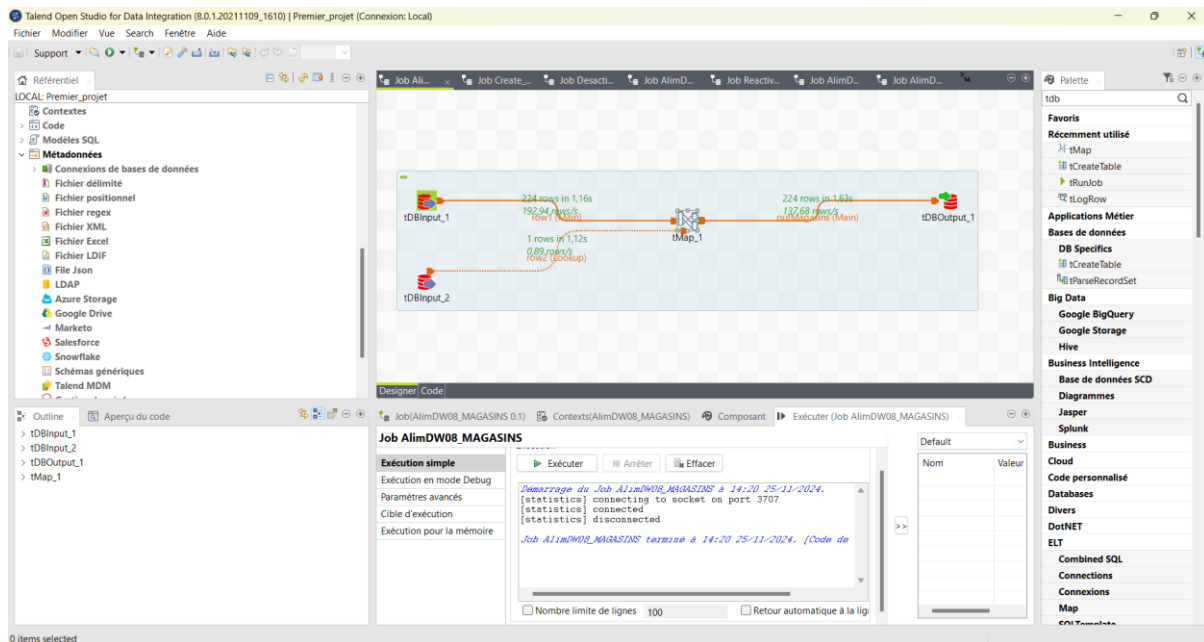 Talend Open Studio for Data Integration (8.0.1.20211109_1610) | Premier_projet (Connexion: Local)
Fichier Modifier Vue Search Fenêtre Aide
Support
Référentiel
LOCAL: Premier_projet
Contextes
Code
Modèles SQL
Métadonnées
Connexions de bases de données
Fichier délimité
Fichier positionnel
Fichier regex
Fichier XML
Fichier Excel
Fichier LDIF
File Json
LDAP
Azure Storage
Google Drive
Marketo
Salesforce
Snowflake
Schémas génériques
Talend MDM
Job Ali... Job Create_... Job Desacti... Job AlimD... Job Reactiv... Job AlimD... Job AlimD...
224 rows in 1,16s
192,94 rows/s
row1 (Main)
tDBInput_1
1 rows in 1,12s
0,89 rows/s
row2 (Lookup)
tDBInput_2
tMap_1
224 rows in 1,63s
137,68 rows/s
outMagasins (Main)
tDBOutput_1
Designer Code
Palette
tdb
Favoris
Récemment utilisé
tMap
tCreateTable
tRunJob
tLogRow
Applications Métier
Bases de données
DB Specifics
tCreateTable
tParseRecordSet
Big Data
Google BigQuery
Google Storage
Hive
Business Intelligence
Base de données SCD
Diagrammes
Jasper
Splunk
Business
Cloud
Code personnalisé
Databases
Divers
DotNET
ELT
Combined SQL
Connections
Connexions
Map
SQLTemplate
Outline Aperçu du code
tDBInput_1
tDBInput_2
tDBOutput_1
tMap_1
Job(AlimDW08_MAGASINS 0.1) Contexts(AlimDW08_MAGASINS) Composant Exécuter (Job AlimDW08_MAGASINS)
Job AlimDW08_MAGASINS
Exécution simple
Exécution en mode Debug
Paramètres avancés
Cible d'exécution
Exécution pour la mémoire
Exécuter Arrêter Effacer
Démarrage du Job AlimDW08_MAGASINS à 14:20 25/11/2024.
[statistics] connecting to socket on port 3707
[statistics] connected
[statistics] disconnected
Job AlimDW08_MAGASINS terminé à 14:20 25/11/2024. [Code de
Nombre limite de lignes 100 Retour automatique à la lig
>>
Default
Nom Valeur
0 items selected